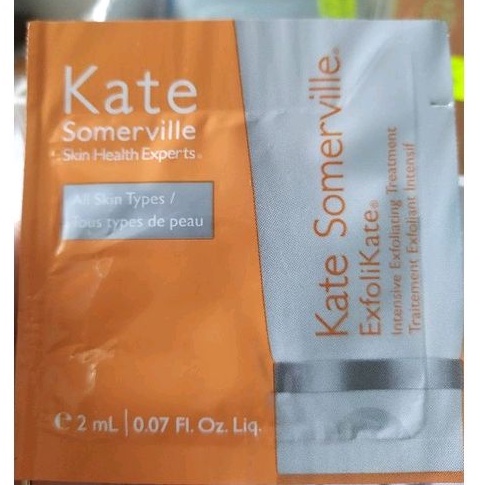 Kate
Somerville®
Skin Health Experts®
All Skin Types /
Tous types de peau
℮ 2 mL | 0.07 Fl. Oz. Liq.
Kate Somerville®
ExfoliKate®
Intensive Exfoliating Treatment
Traitement Exfoliant Intensif